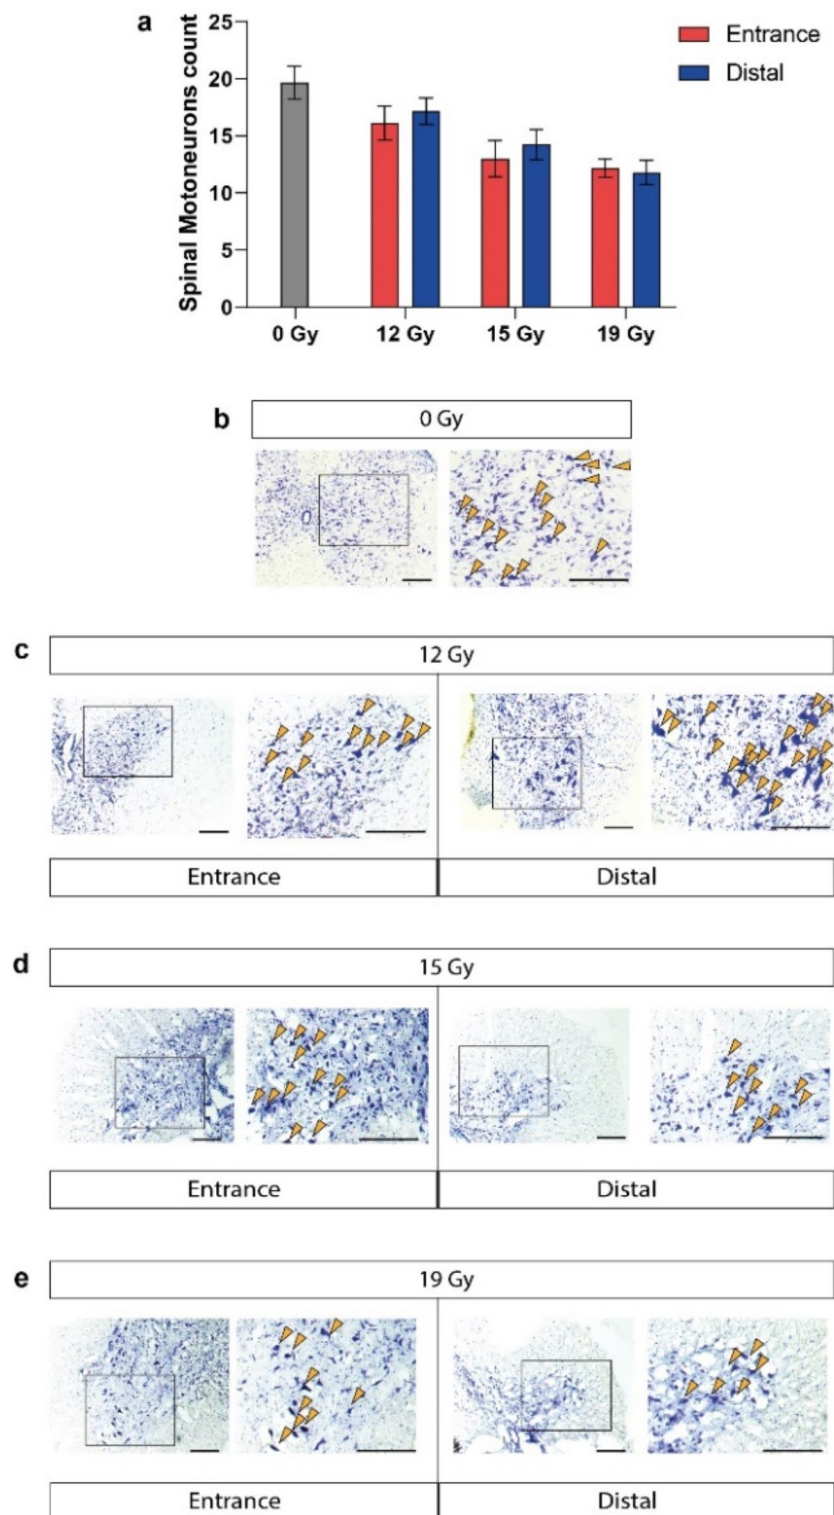 a
25
20
15
10
5
0
Spinal Motoneurons count
0 Gy
12 Gy
15 Gy
19 Gy
Entrance
Distal
b
0 Gy
c
12 Gy
Entrance
Distal
d
15 Gy
Entrance
Distal
e
19 Gy
Entrance
Distal